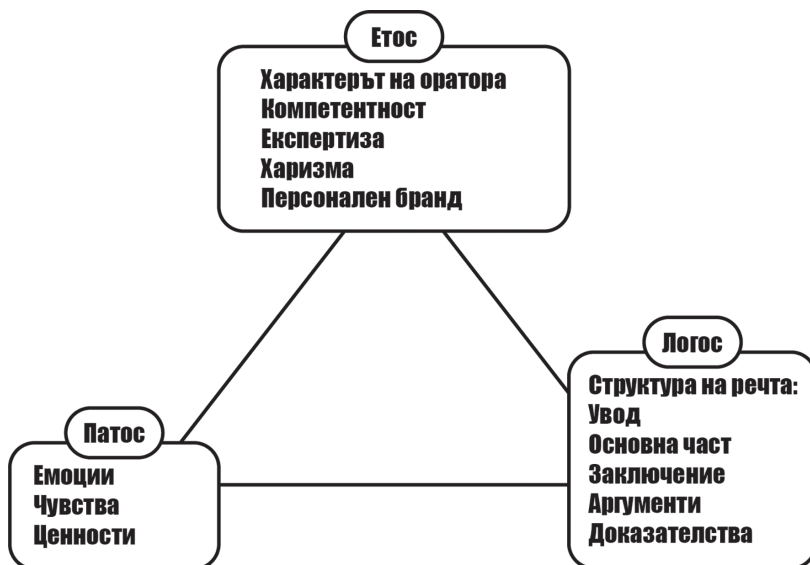 Етос
Характерът на оратора
Компетентност
Експертиза
Харизма
Персонален бранд
Патос
Емоции
Чувства
Ценности
Логос
Структура на речта:
Увод
Основна част
Заключение
Аргументи
Доказателства